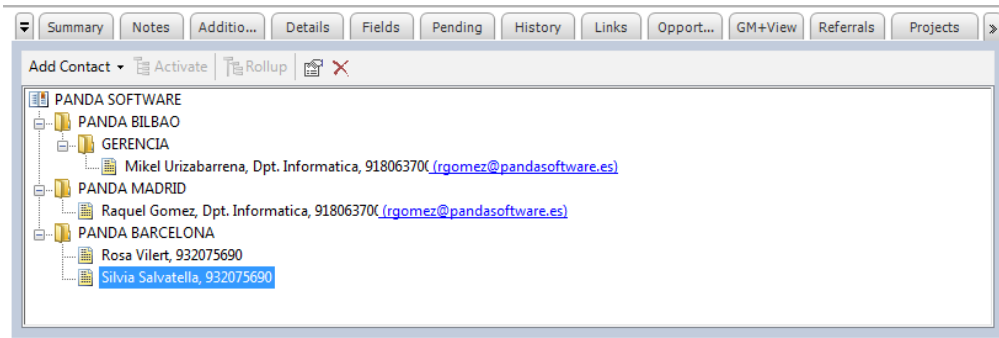 Summary Notes Additio... Details Fields Pending History Links Opport... GM+View Referrals Projects »
Add Contact Activate Rollup
PANDA SOFTWARE
PANDA BILBAO
GERENCIA
Mikel Urizabarrena, Dpt. Informatica, 91806370( (rgomez@pandasoftware.es)
PANDA MADRID
Raquel Gomez, Dpt. Informatica, 91806370( (rgomez@pandasoftware.es)
PANDA BARCELONA
Rosa Vilert, 932075690
Silvia Salvatella, 932075690